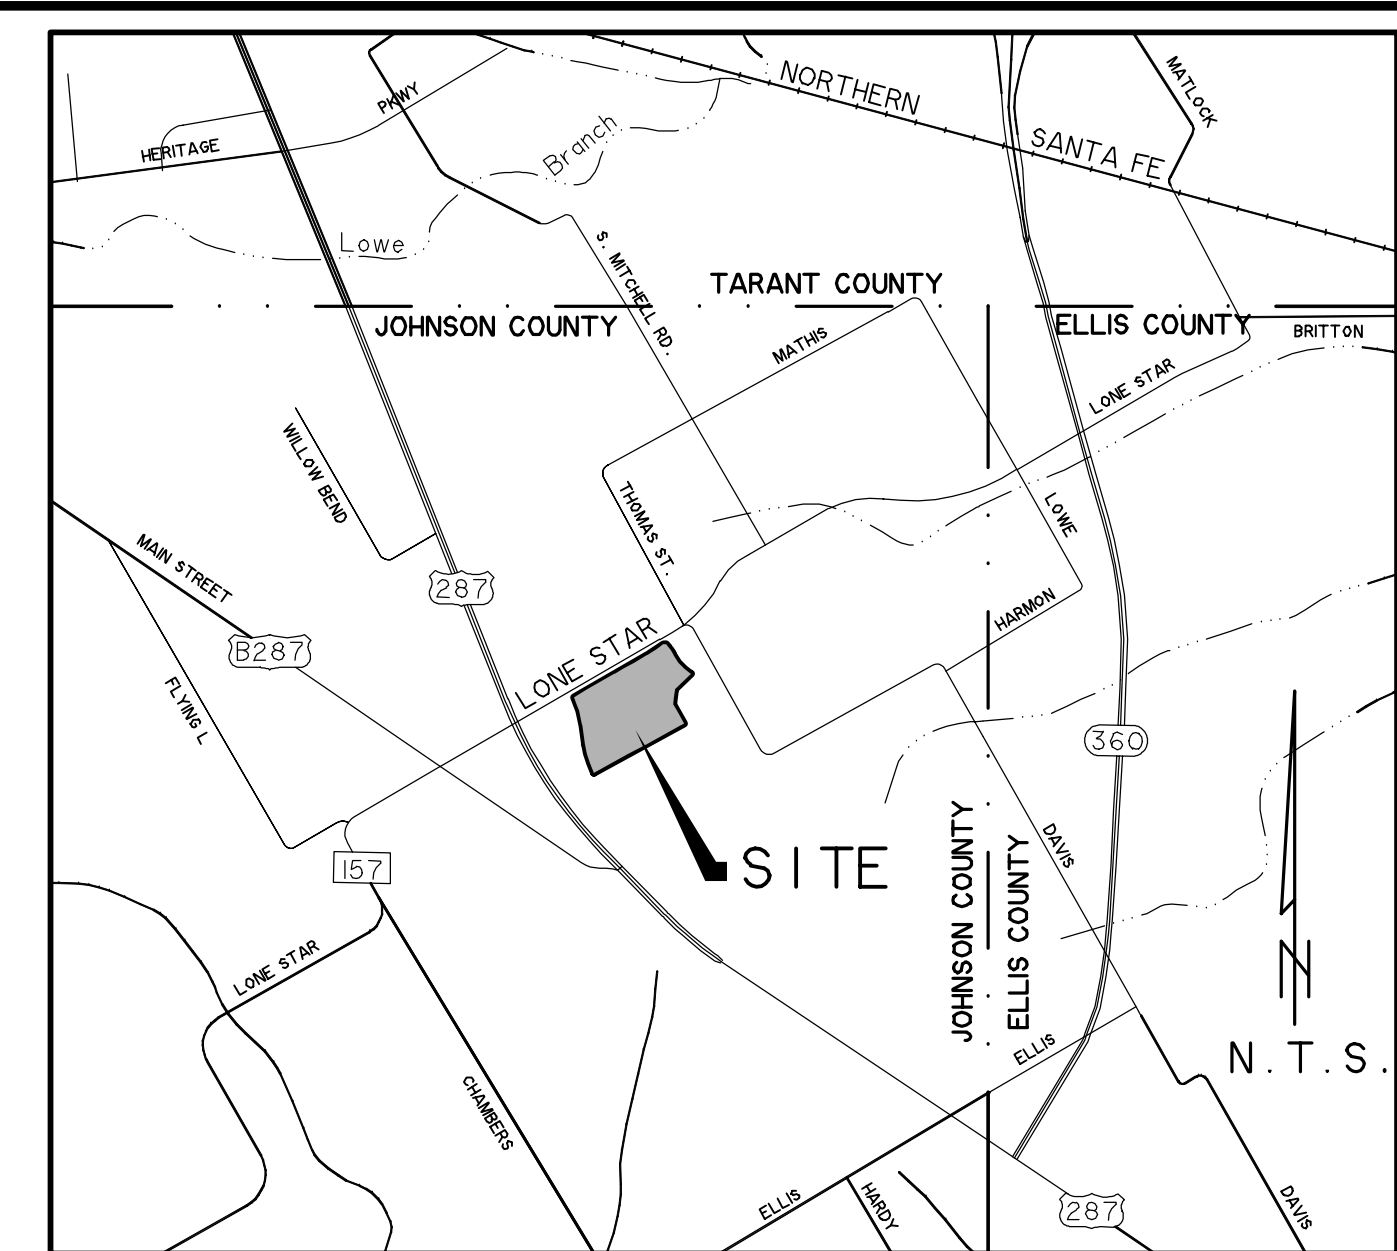 NORTHERN
MATLOCK
PKWY
SANTA FE
HERITAGE
Branch
Lowe
S. MITCHELL RD.
TARANT COUNTY
JOHNSON COUNTY
ELLIS COUNTY
BRITTON
MATHIS
LONE STAR
WILLOW BEND
THOMAS ST.
LOWE
MAIN STREET
287
HARMON
B287
LONE STAR
FLYING L
360
157
SITE
JOHNSON COUNTY
ELLIS COUNTY
DAVIS
LONE STAR
N
N.T.S.
ELLIS
CHAMBERS
ELLIS
HARDY
287
DAVIS